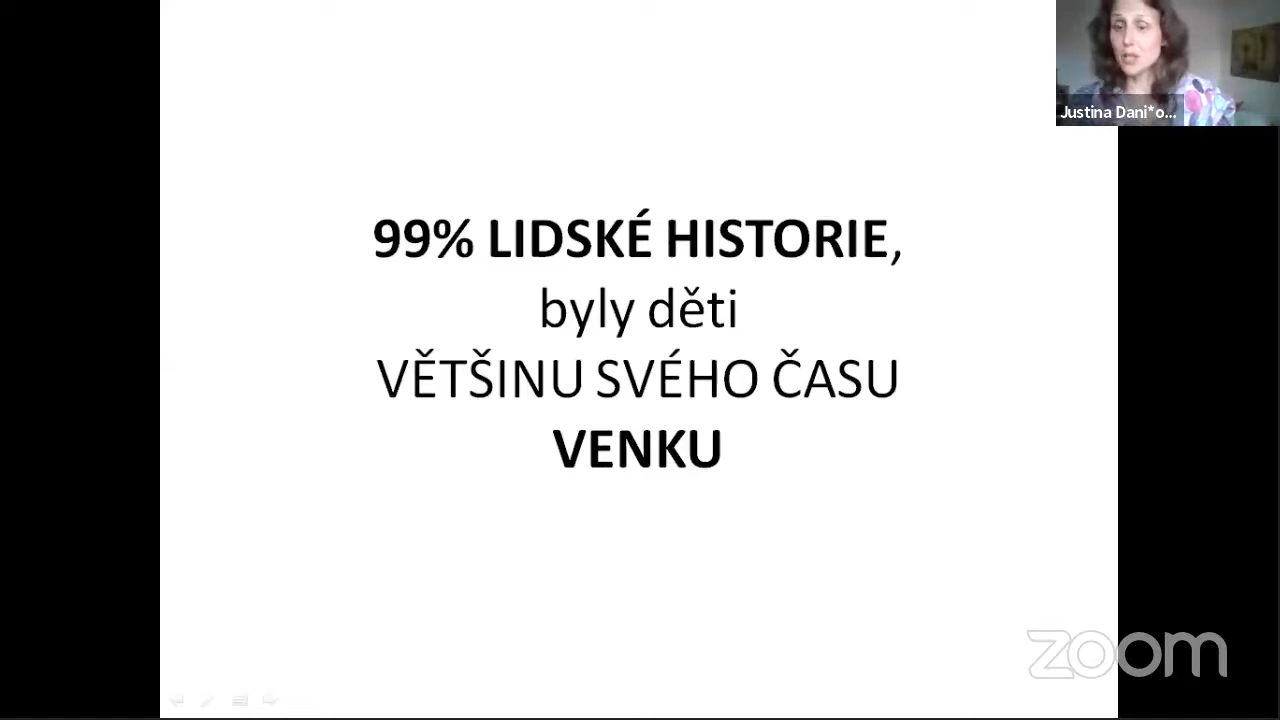 Justina Dani*o...
99% LIDSKÉ HISTORIE,
byly děti
VĚTŠINU SVÉHO ČASU
VENKU
zoom